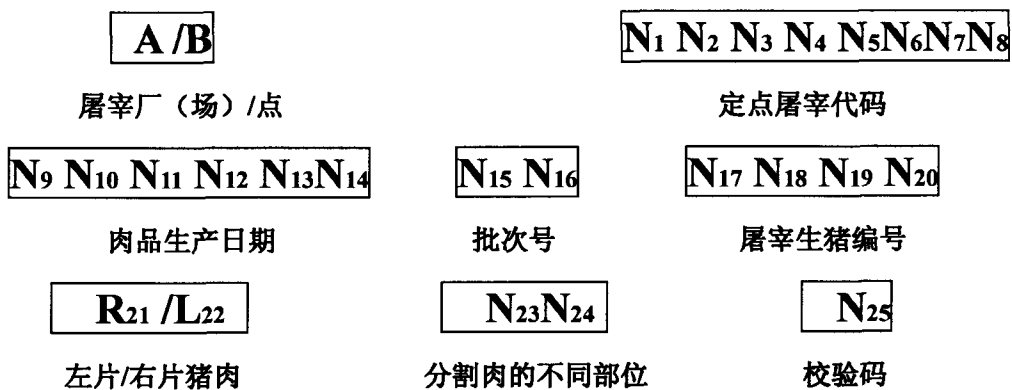 A /B N1 N2 N3 N4 N5N6N7N8
屠宰厂（场）/点 定点屠宰代码
N9 N10 N11 N12 N13N14 N15 N16 N17 N18 N19 N20
肉品生产日期 批次号 屠宰生猪编号
R21 /L22 N23N24 N25
左片/右片猪肉 分割肉的不同部位 校验码